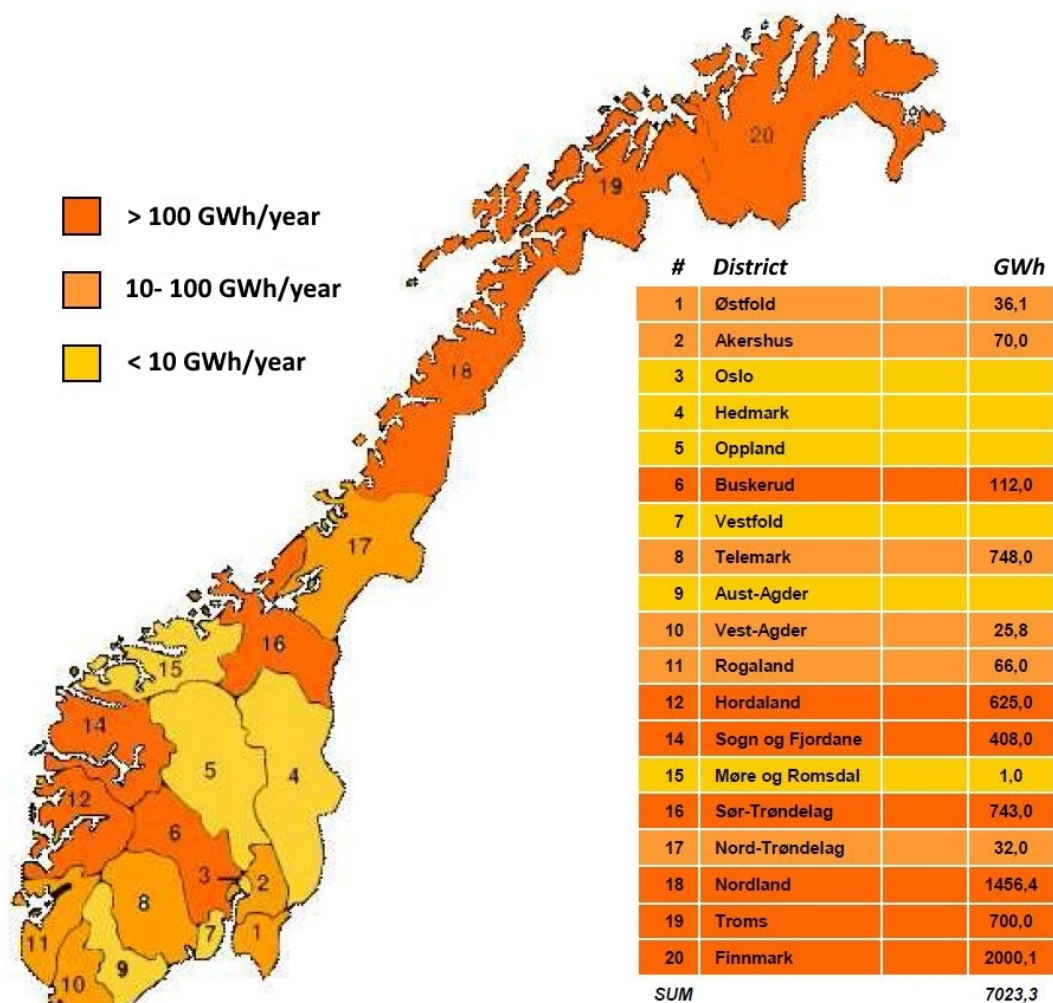 > 100 GWh/year
10- 100 GWh/year
< 10 GWh/year
# District GWh
1 Østfold 36,1
2 Akershus 70,0
3 Oslo
4 Hedmark
5 Oppland
6 Buskerud 112,0
7 Vestfold
8 Telemark 748,0
9 Aust-Agder
10 Vest-Agder 25,8
11 Rogaland 66,0
12 Hordaland 625,0
14 Sogn og Fjordane 408,0
15 Møre og Romsdal 1,0
16 Sør-Trøndelag 743,0
17 Nord-Trøndelag 32,0
18 Nordland 1456,4
19 Troms 700,0
20 Finnmark 2000,1
SUM 7023,3
20
19
18
17
16
15
14
5
4
12
6
3
2
8
11
7
1
9
10